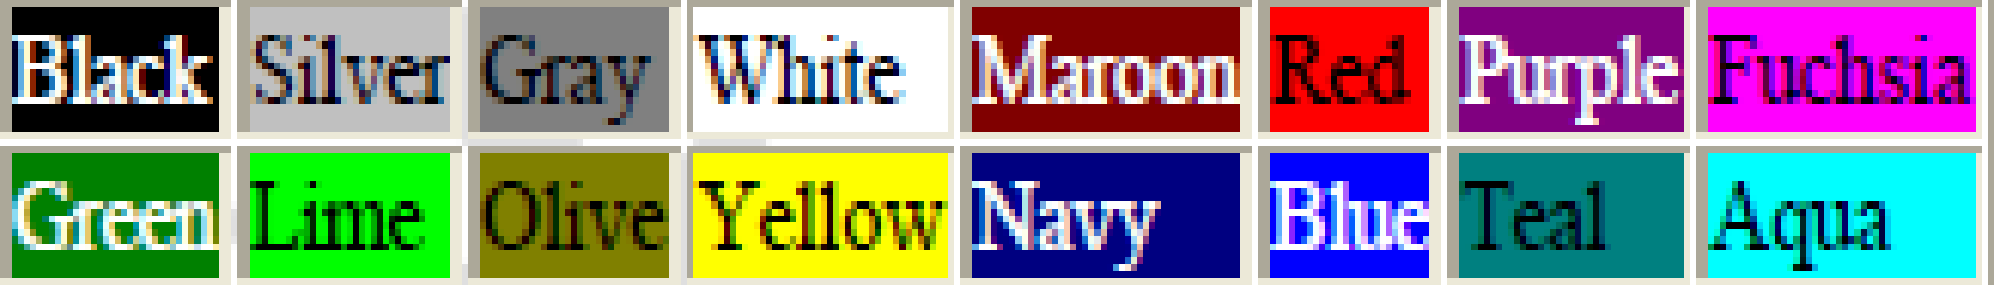 Black Silver Gray White Maroon Red Purple Fuchsia
Green Lime Olive Yellow Navy Blue Teal Aqua